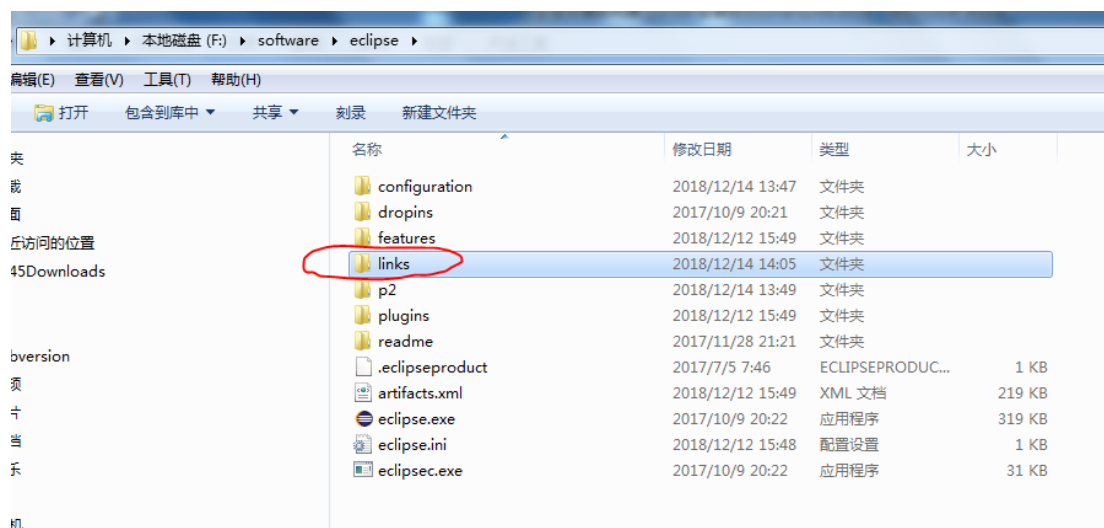 计算机 本地磁盘 (F:) software eclipse
编辑(E) 查看(V) 工具(T) 帮助(H)
打开 包含到库中 共享 刻录 新建文件夹
名称 修改日期 类型 大小
夹
载
面
近访问的位置
45Downloads
bversion
频
片
档
乐
机
configuration 2018/12/14 13:47 文件夹
dropins 2017/10/9 20:21 文件夹
features 2018/12/12 15:49 文件夹
links 2018/12/14 14:05 文件夹
p2 2018/12/14 13:49 文件夹
plugins 2018/12/12 15:49 文件夹
readme 2017/11/28 21:21 文件夹
.eclipseproduct 2017/7/5 7:46 ECLIPSEPRODUC... 1 KB
artifacts.xml 2018/12/12 15:49 XML 文档 219 KB
eclipse.exe 2017/10/9 20:22 应用程序 319 KB
eclipse.ini 2018/12/12 15:48 配置设置 1 KB
eclipsec.exe 2017/10/9 20:22 应用程序 31 KB